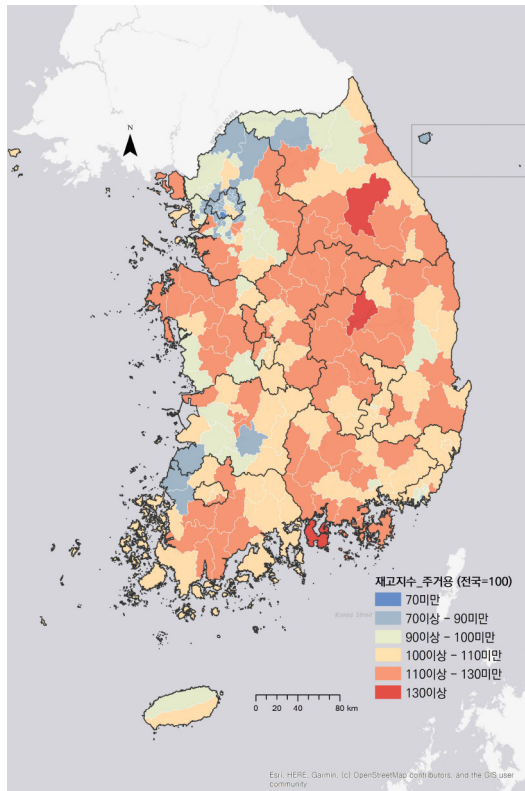 N
재고지수_주거용 (전국=100)
70미만
70이상 - 90미만
90이상 - 100미만
100이상 - 110미만
110이상 - 130미만
130이상
Korea Strait
0 20 40 80 km
Esri, HERE, Garmin, (c) OpenStreetMap contributors, and the GIS user
community